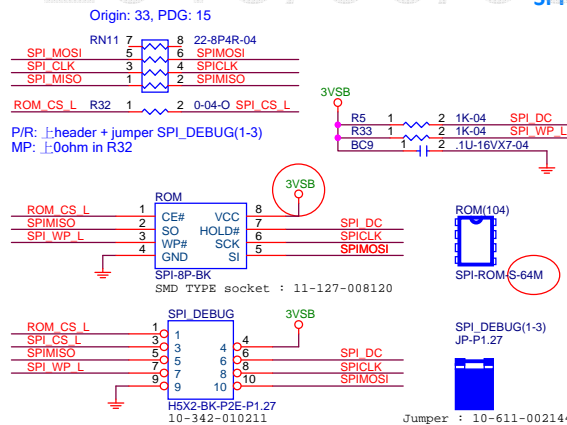 Origin: 33, PDG: 15
RN11 7 8 22-8P4R-04
SPI_MOSI 5 6 SPIMOSI
SPI_CLK 3 4 SPICLK
SPI_MISO 1 2 SPIMISO
ROM_CS_L R32 1 2 0-04-O SPI_CS_L
P/R: 上header + jumper SPI_DEBUG(1-3)
MP: 上0ohm in R32
3VSB
R5 1 2 1K-04 SPI_DC
R33 1 2 1K-04 SPI_WP_L
BC9 1 2 .1U-16VX7-04
ROM
3VSB
ROM_CS_L 1 CE# VCC 8
SPIMISO 2 SO HOLD# 7 SPI_DC
SPI_WP_L 3 WP# SCK 6 SPICLK
4 GND SI 5 SPIMOSI
SPI-8P-BK
SMD TYPE socket : 11-127-008120
ROM(104)
SPI-ROM-S-64M
SPI_DEBUG
3VSB
ROM_CS_L 1 1
SPI_CS_L 3 3 4 4
SPIMISO 5 5 6 6 SPI_DC
SPI_WP_L 7 7 8 8 SPICLK
9 9 10 10 SPIMOSI
H5X2-BK-P2E-P1.27
10-342-010211
SPI_DEBUG(1-3)
JP-P1.27
Jumper : 10-611-002144